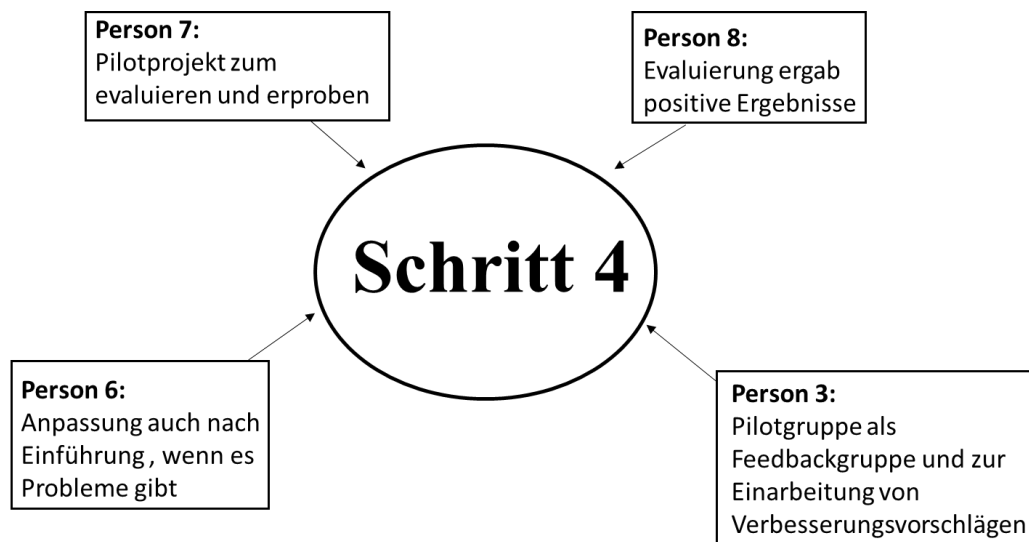 Person 7:
Pilotprojekt zum
evaluieren und erproben
Person 8:
Evaluierung ergab
positive Ergebnisse
Schritt 4
Person 6:
Anpassung auch nach
Einführung , wenn es
Probleme gibt
Person 3:
Pilotgruppe als
Feedbackgruppe und zur
Einarbeitung von
Verbesserungsvorschlägen